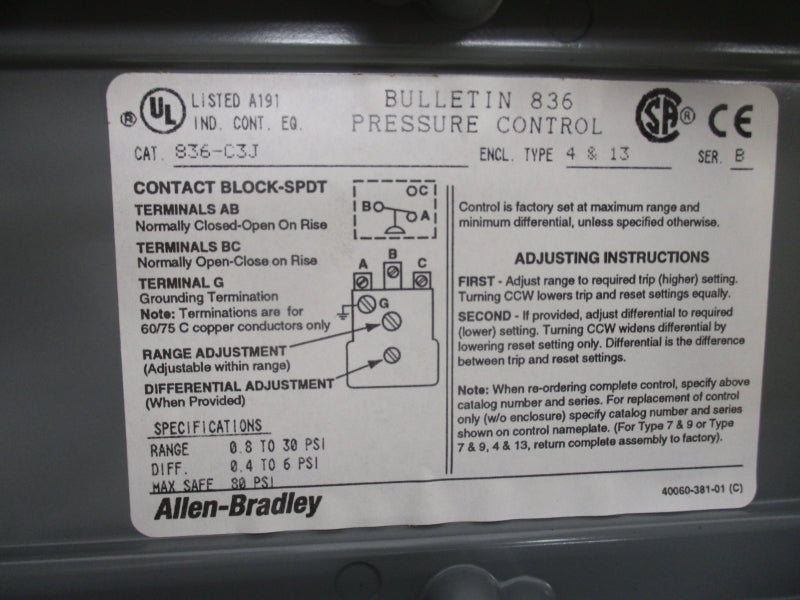 ® UL LISTED A191
IND. CONT. EQ.
BULLETIN 836
PRESSURE CONTROL
SA ® CE
CAT. 836-C3J
ENCL. TYPE 4 & 13
SER. B
CONTACT BLOCK-SPDT
TERMINALS AB
Normally Closed-Open On Rise
TERMINALS BC
Normally Open-Close on Rise
TERMINAL G
Grounding Termination
Note: Terminations are for
60/75 C copper conductors only
RANGE ADJUSTMENT
(Adjustable within range)
DIFFERENTIAL ADJUSTMENT
(When Provided)
C
B
A
A B C
G
SPECIFICATIONS
RANGE 0.8 TO 30 PSI
DIFF. 0.4 TO 6 PSI
MAX SAFE 80 PSI
Allen-Bradley
Control is factory set at maximum range and
minimum differential, unless specified otherwise.
ADJUSTING INSTRUCTIONS
FIRST - Adjust range to required trip (higher) setting.
Turning CCW lowers trip and reset settings equally.
SECOND - If provided, adjust differential to required
(lower) setting. Turning CCW widens differential by
lowering reset setting only. Differential is the difference
between trip and reset settings.
Note: When re-ordering complete control, specify above
catalog number and series. For replacement of control
only (w/o enclosure) specify catalog number and series
shown on control nameplate. (For Type 7 & 9 or Type
7 & 9, 4 & 13, return complete assembly to factory).
40060-381-01 (C)